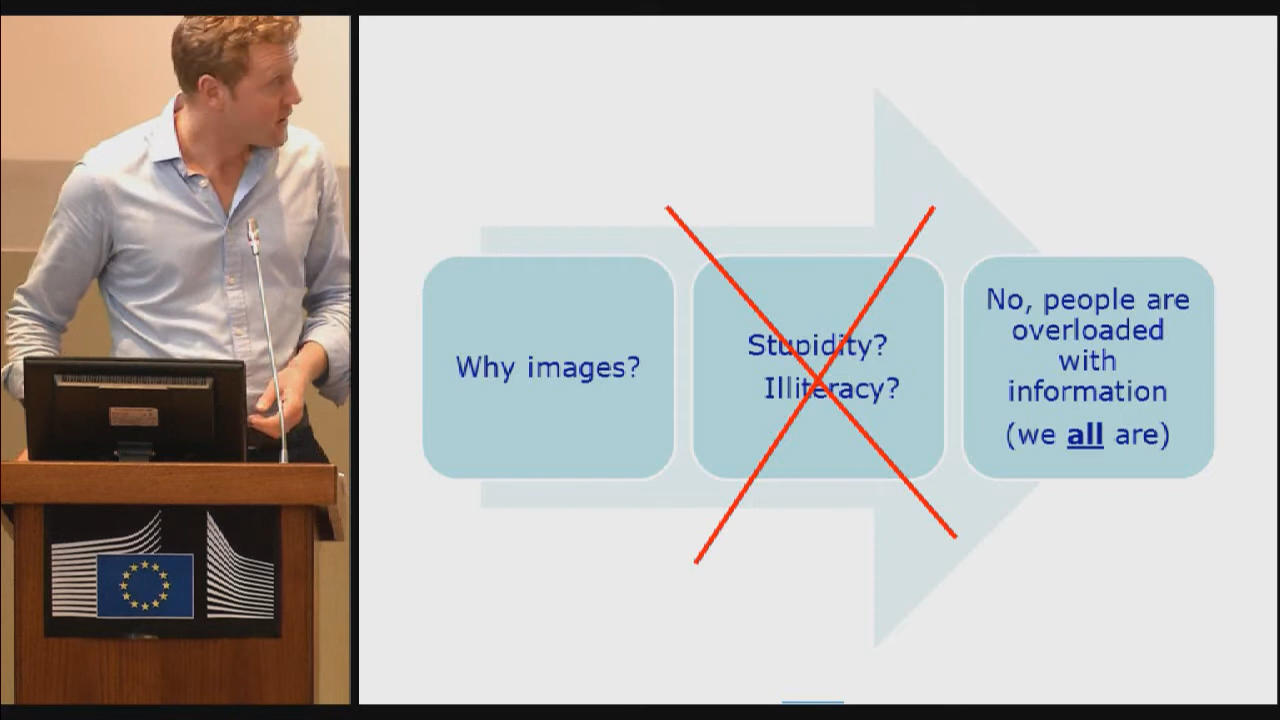 Why images?
Stupidity?
Illiteracy?
No, people are
overloaded
with
information
(we all are)